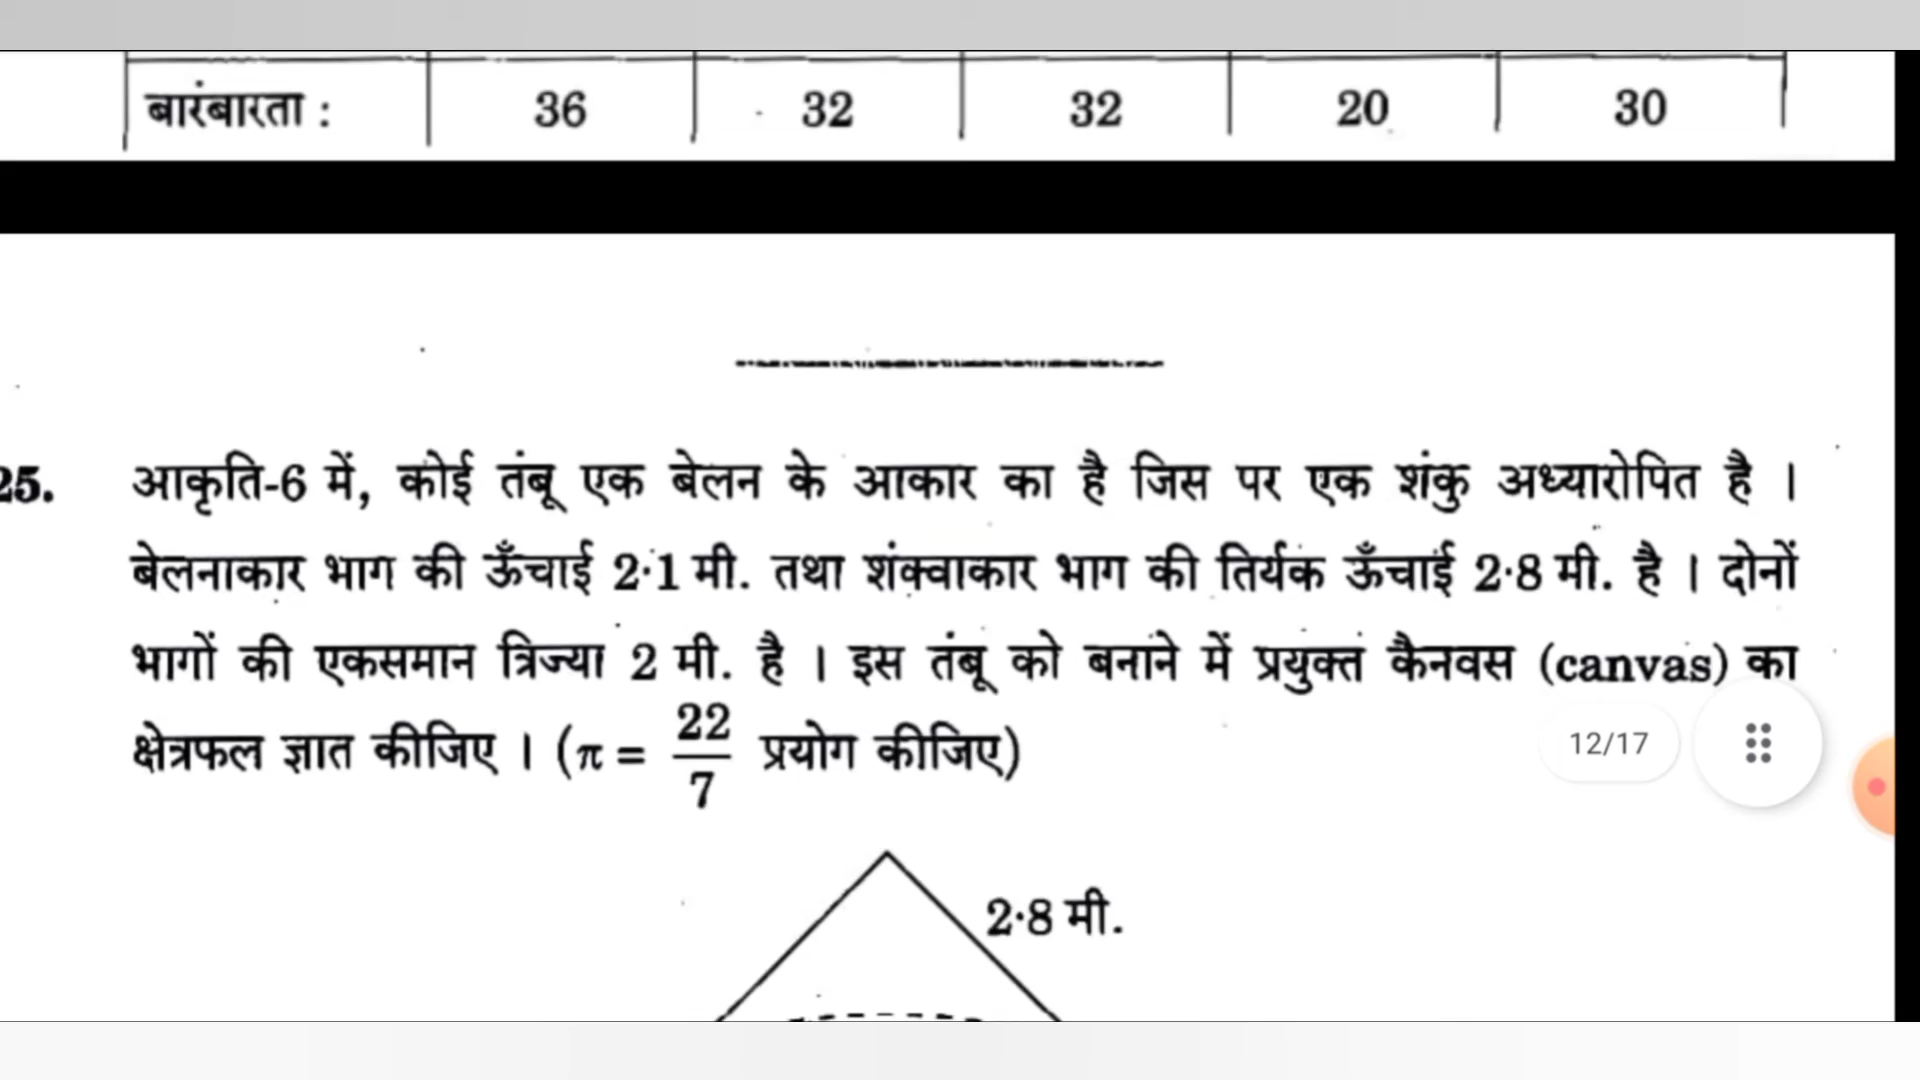 बारंबारता : 36 32 32 20 30
25. आकृति-6 में, कोई तंबू एक बेलन के आकार का है जिस पर एक शंकु अध्यारोपित है ।
बेलनाकार भाग की ऊँचाई 2·1 मी. तथा शंक्वाकार भाग की तिर्यक ऊँचाई 2·8 मी. है । दोनों
भागों की एकसमान त्रिज्या 2 मी. है । इस तंबू को बनाने में प्रयुक्त कैनवस (canvas) का
क्षेत्रफल ज्ञात कीजिए । (π = 22/7 प्रयोग कीजिए)
12/17
2·8 मी.